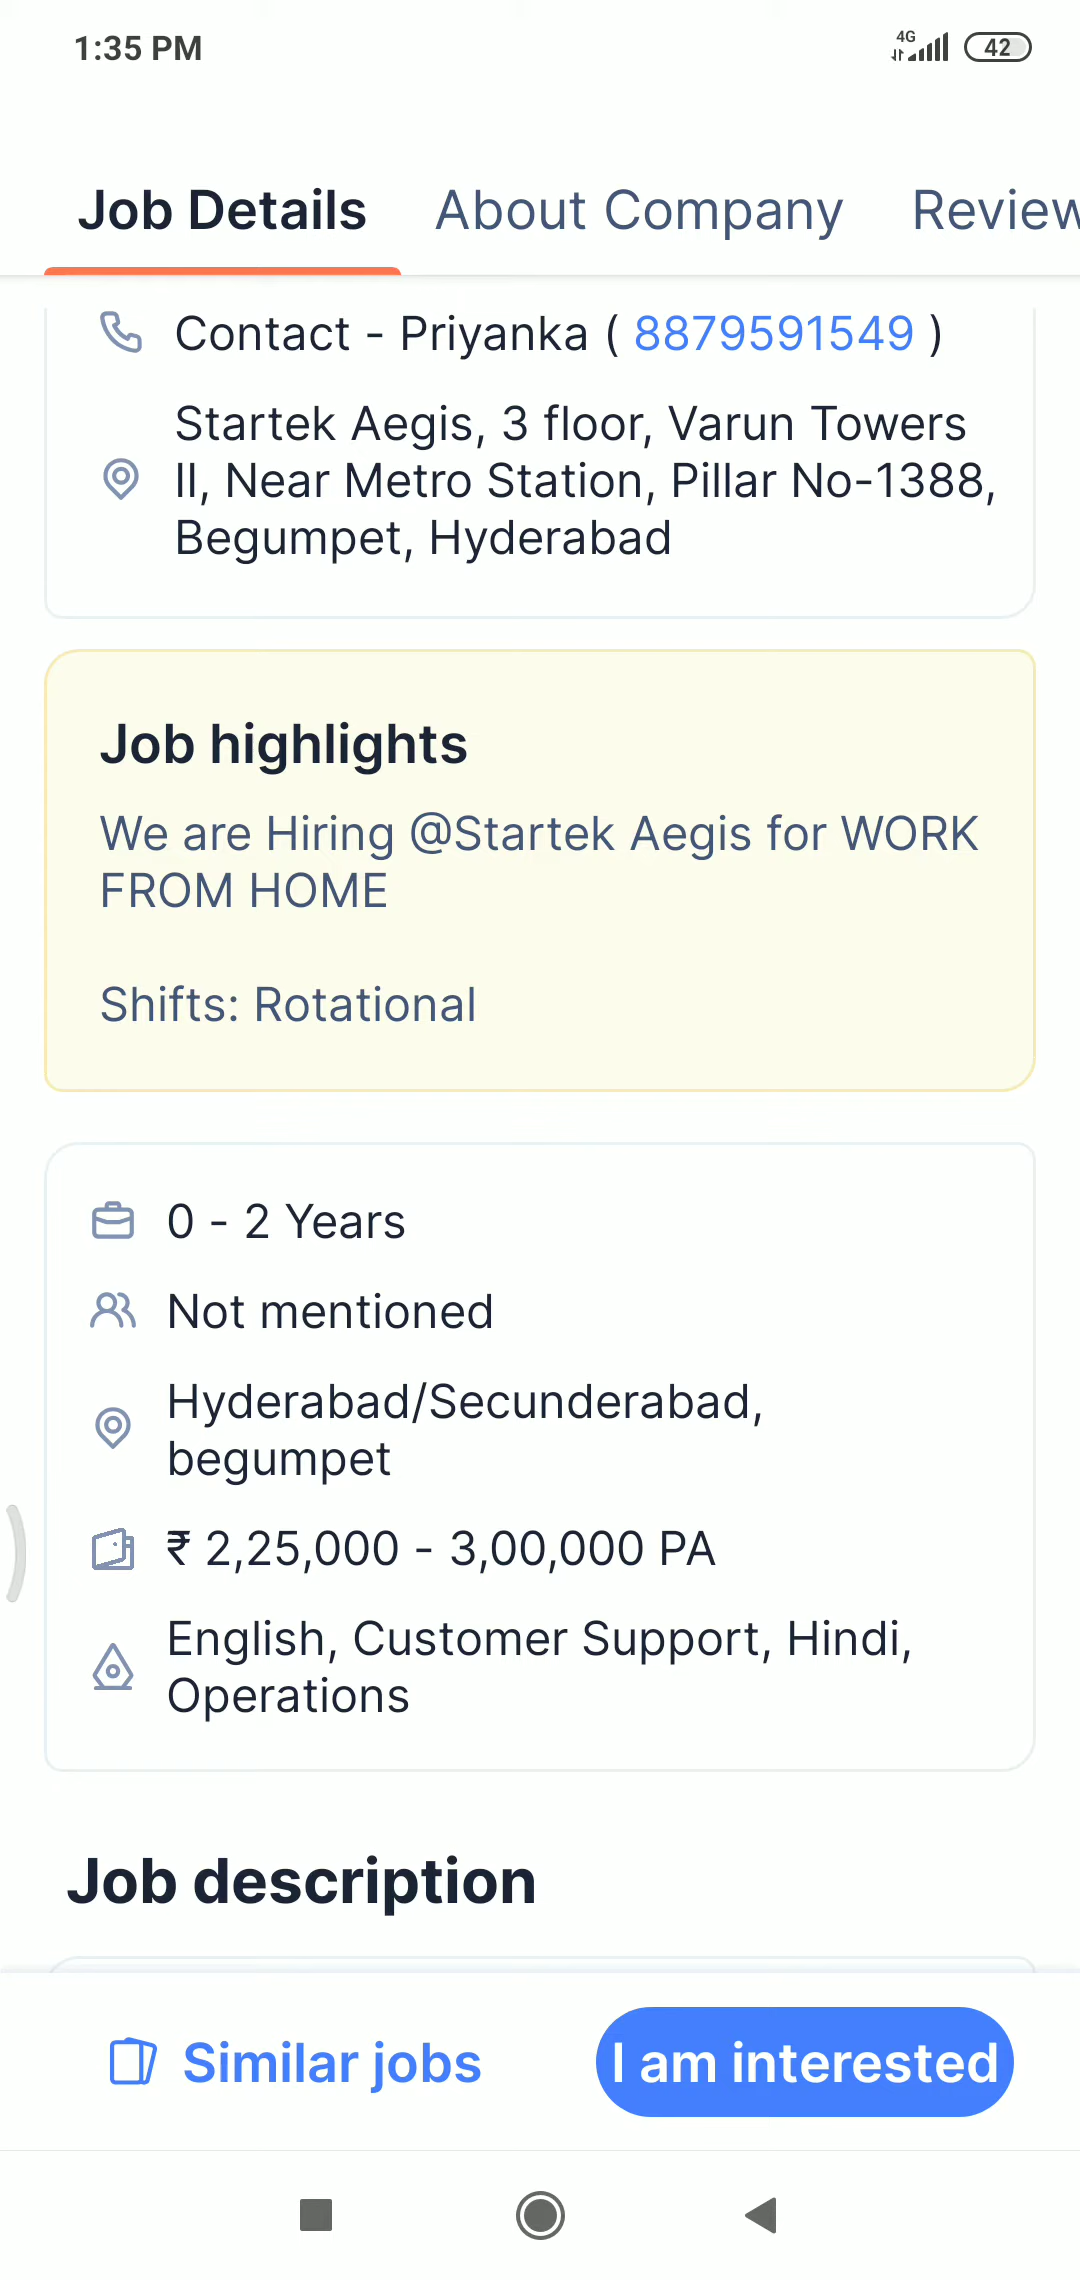 1:35 PM
4G
42
Job Details
About Company
Review
Contact - Priyanka ( 8879591549 )
Startek Aegis, 3 floor, Varun Towers
II, Near Metro Station, Pillar No-1388,
Begumpet, Hyderabad
Job highlights
We are Hiring @Startek Aegis for WORK
FROM HOME
Shifts: Rotational
0 - 2 Years
Not mentioned
Hyderabad/Secunderabad,
begumpet
₹ 2,25,000 - 3,00,000 PA
English, Customer Support, Hindi,
Operations
Job description
Similar jobs
I am interested